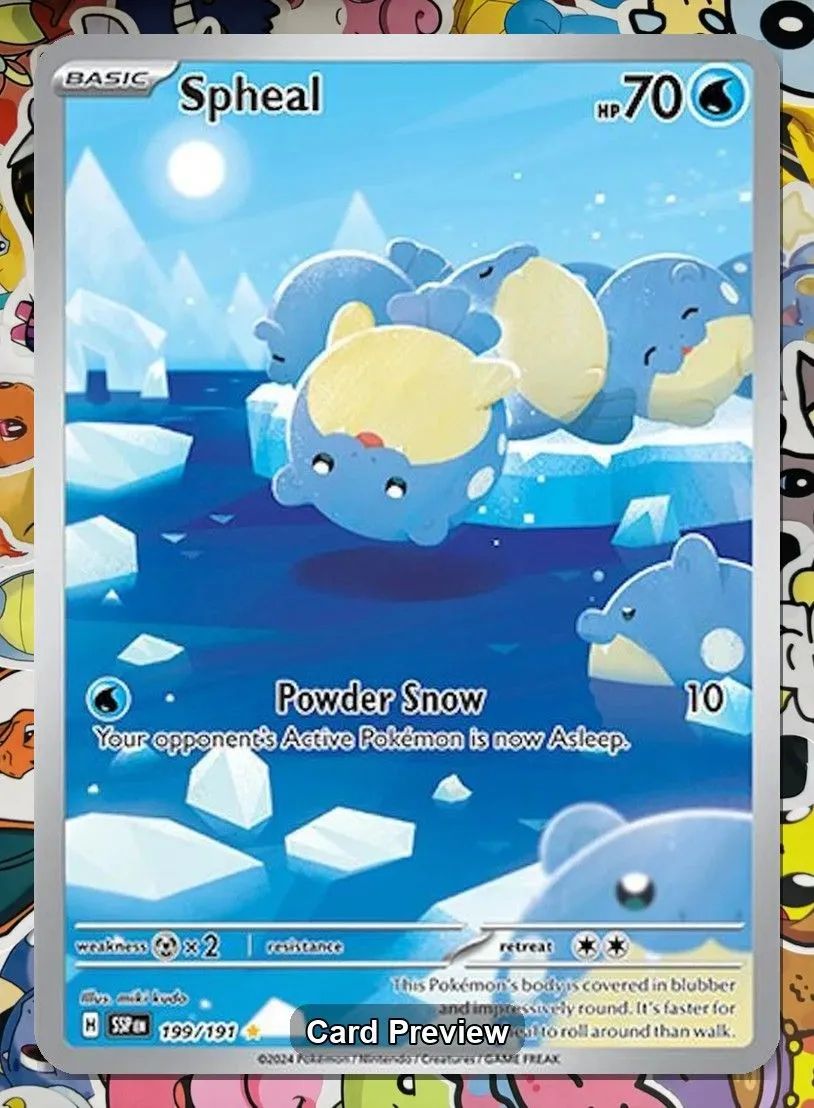 BASIC
Spheal
HP 70
Powder Snow 10
Your opponent's Active Pokémon is now Asleep.
weakness × 2 resistance retreat
This Pokémon's body is covered in blubber
Illus. miki kudo
and impressively round. It's faster for
to roll around than walk.
H SSP EN 199/191
Card Preview
©2024 Pokémon / Nintendo / Creatures / GAME FREAK